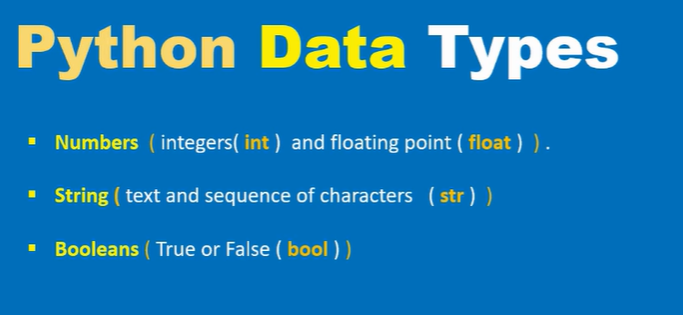 Python Data Types
▪ Numbers ( integers( int ) and floating point ( float ) ) .
▪ String ( text and sequence of characters ( str ) )
▪ Booleans ( True or False ( bool ) )